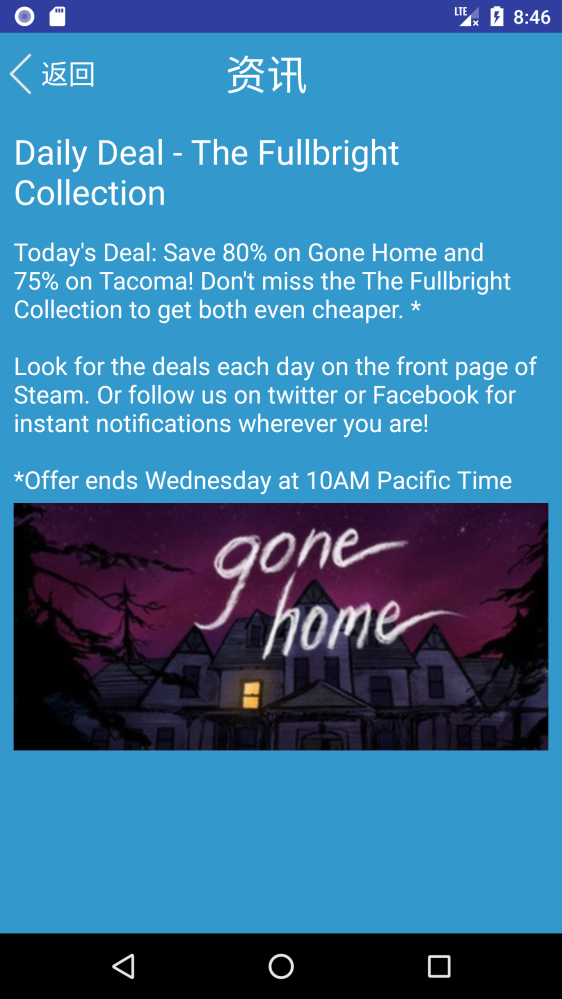 LTE 8:46
返回 资讯
Daily Deal - The Fullbright
Collection
Today's Deal: Save 80% on Gone Home and
75% on Tacoma! Don't miss the The Fullbright
Collection to get both even cheaper. *
Look for the deals each day on the front page of
Steam. Or follow us on twitter or Facebook for
instant notifications wherever you are!
*Offer ends Wednesday at 10AM Pacific Time
gone
home